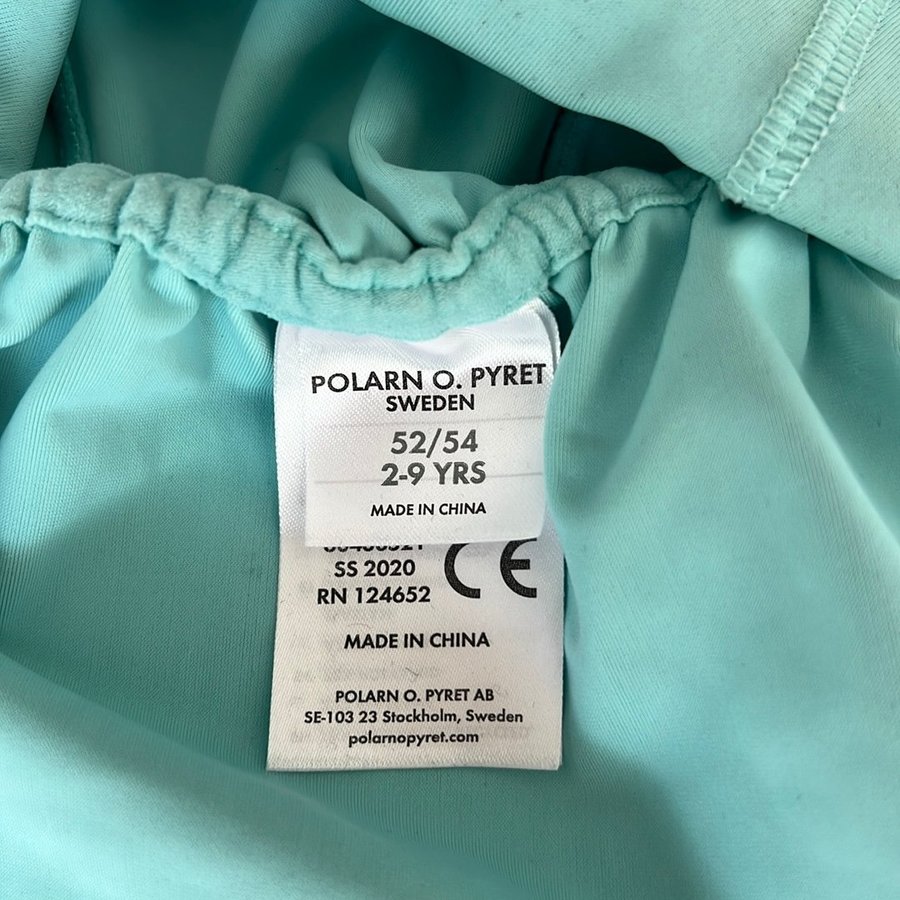 POLARN O. PYRET
SWEDEN
52/54
2-9 YRS
MADE IN CHINA
SS 2020
RN 124652
CE
MADE IN CHINA
POLARN O. PYRET AB
SE-103 23 Stockholm, Sweden
polarnopyret.com